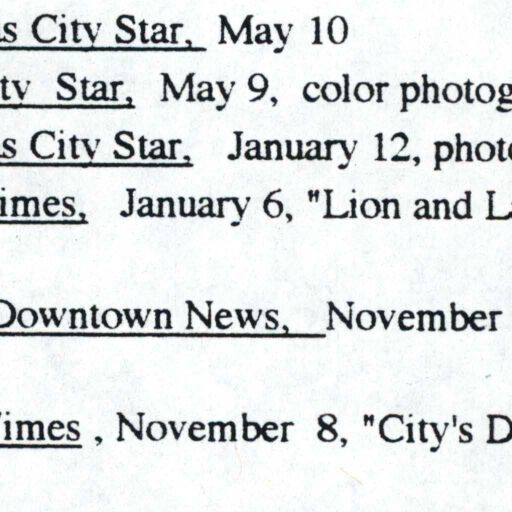 s City Star, May 10
ty Star, May 9, color photog
s City Star, January 12, phot
imes, January 6, "Lion and L
Downtown News, November
imes , November 8, "City's D